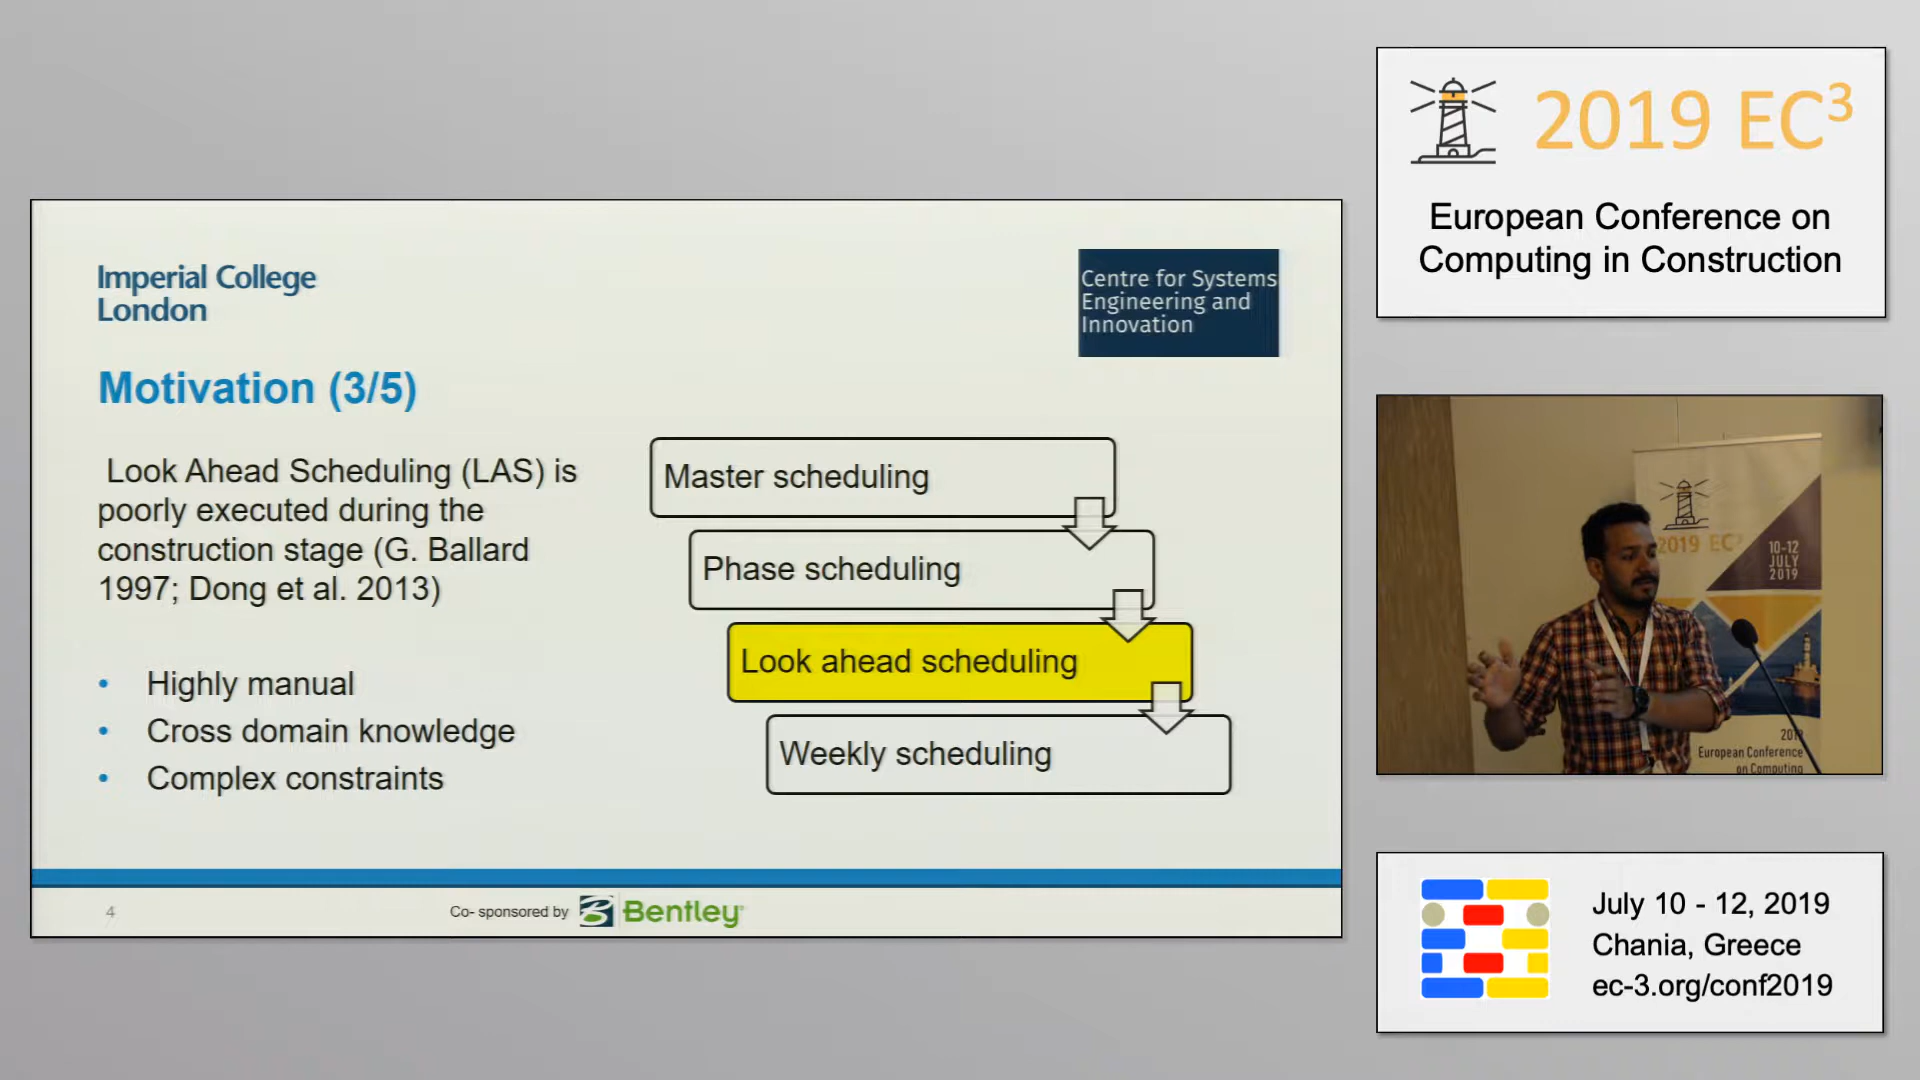 Imperial College
London
Centre for Systems
Engineering and
Innovation
Motivation (3/5)
Look Ahead Scheduling (LAS) is
poorly executed during the
construction stage (G. Ballard
1997; Dong et al. 2013)
• Highly manual
• Cross domain knowledge
• Complex constraints
Master scheduling
Phase scheduling
Look ahead scheduling
Weekly scheduling
4
Co- sponsored by
Bentley
2019 EC³
European Conference on
Computing in Construction
2019 EC³
10-12
JULY
2019
2019
European Conference
on Computing
July 10 - 12, 2019
Chania, Greece
ec-3.org/conf2019